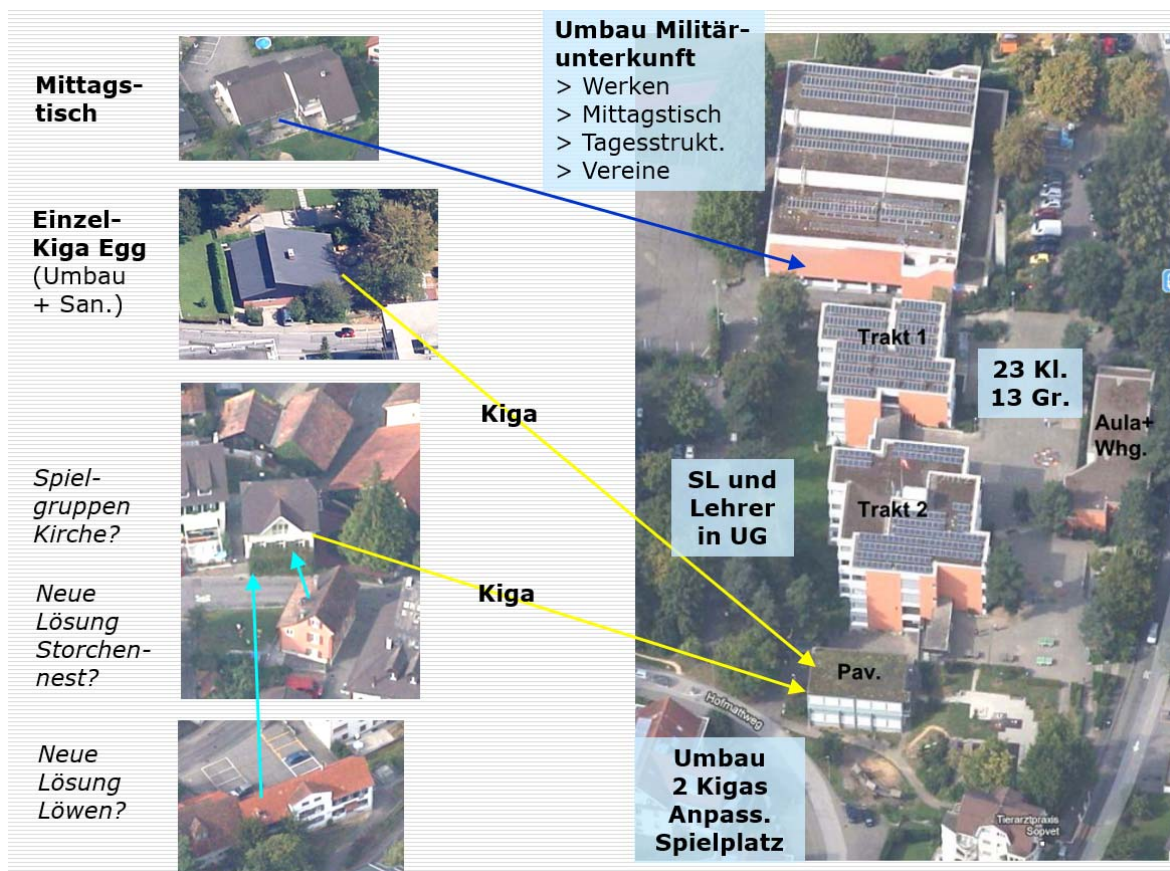 Mittags-
tisch
Einzel-
Kiga Egg
(Umbau
+ San.)
Spiel-
gruppen
Kirche?
Neue
Lösung
Storchen-
nest?
Neue
Lösung
Löwen?
Kiga
Kiga
Umbau Militär-
unterkunft
> Werken
> Mittagstisch
> Tagesstrukt.
> Vereine
Trakt 1
23 Kl.
13 Gr.
Aula+
Whg.
SL und
Lehrer
in UG
Trakt 2
Pav.
Hofmattweg
Umbau
2 Kigas
Anpass.
Spielplatz
Tierarztpraxis
Sopvet